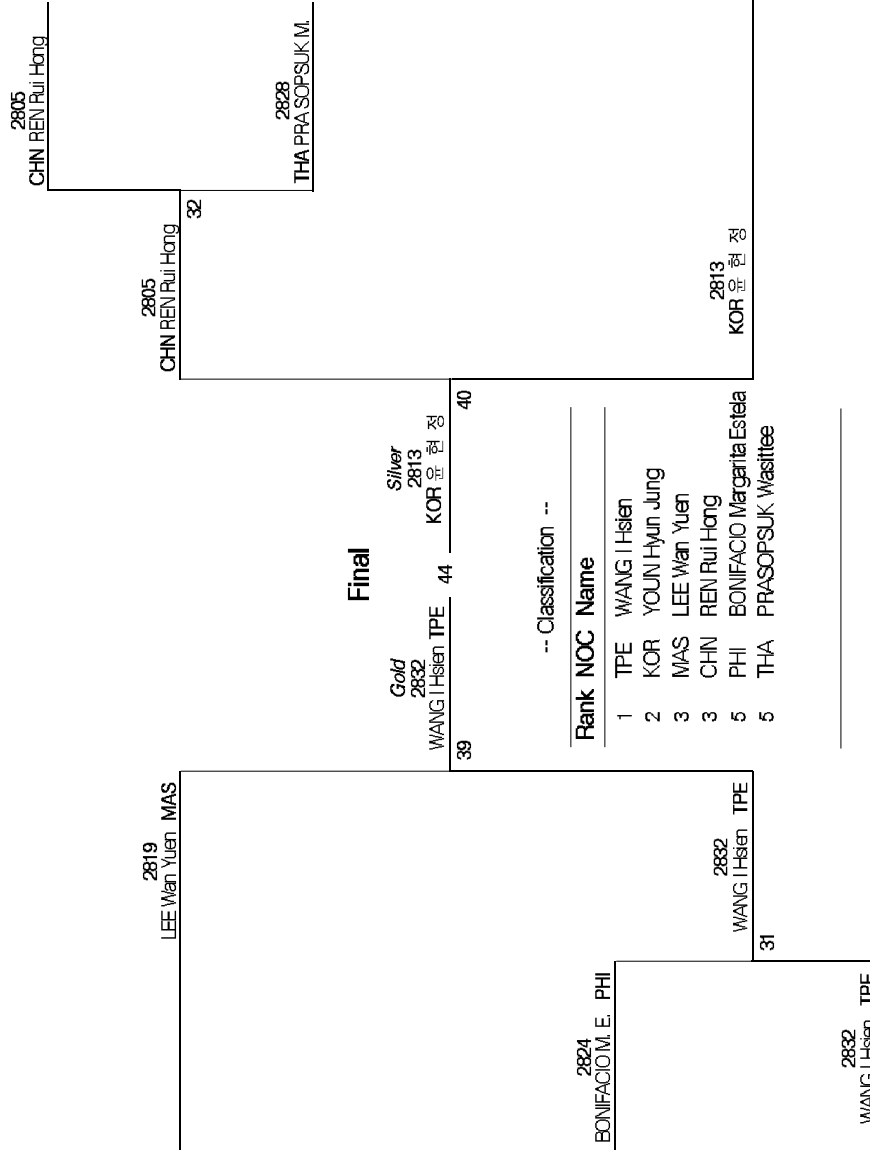 2805
CHN REN Rui Hong
2819
LEE Wan Yuen MAS
2805
CHN REN Rui Hong
32
2828
THA PRASOPSUK M.
Final
Gold
2832
WANG I Hsien TPE
44
Silver
2813
KOR 윤 현 정
39
40
-- Classification --
Rank NOC Name
1 TPE WANG I Hsien
2 KOR YOUN Hyun Jung
3 MAS LEE Wan Yuen
3 CHN REN Rui Hong
5 PHI BONIFACIO Margarita Estela
5 THA PRASOPSUK Wasittee
2824
BONIFACIO M. E. PHI
2832
WANG I Hsien TPE
2813
KOR 윤 현 정
31
2832
WANG I Hsien TPE